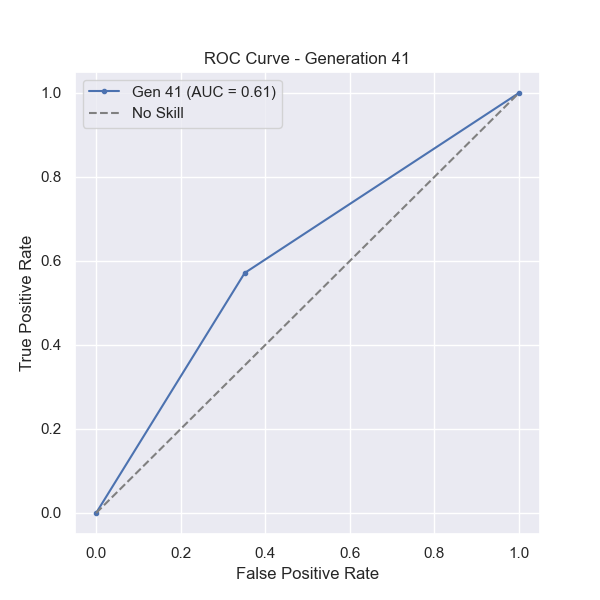 ROC Curve - Generation 41
Gen 41 (AUC = 0.61)
No Skill
True Positive Rate
1.0
0.8
0.6
0.4
0.2
0.0
0.0 0.2 0.4 0.6 0.8 1.0
False Positive Rate